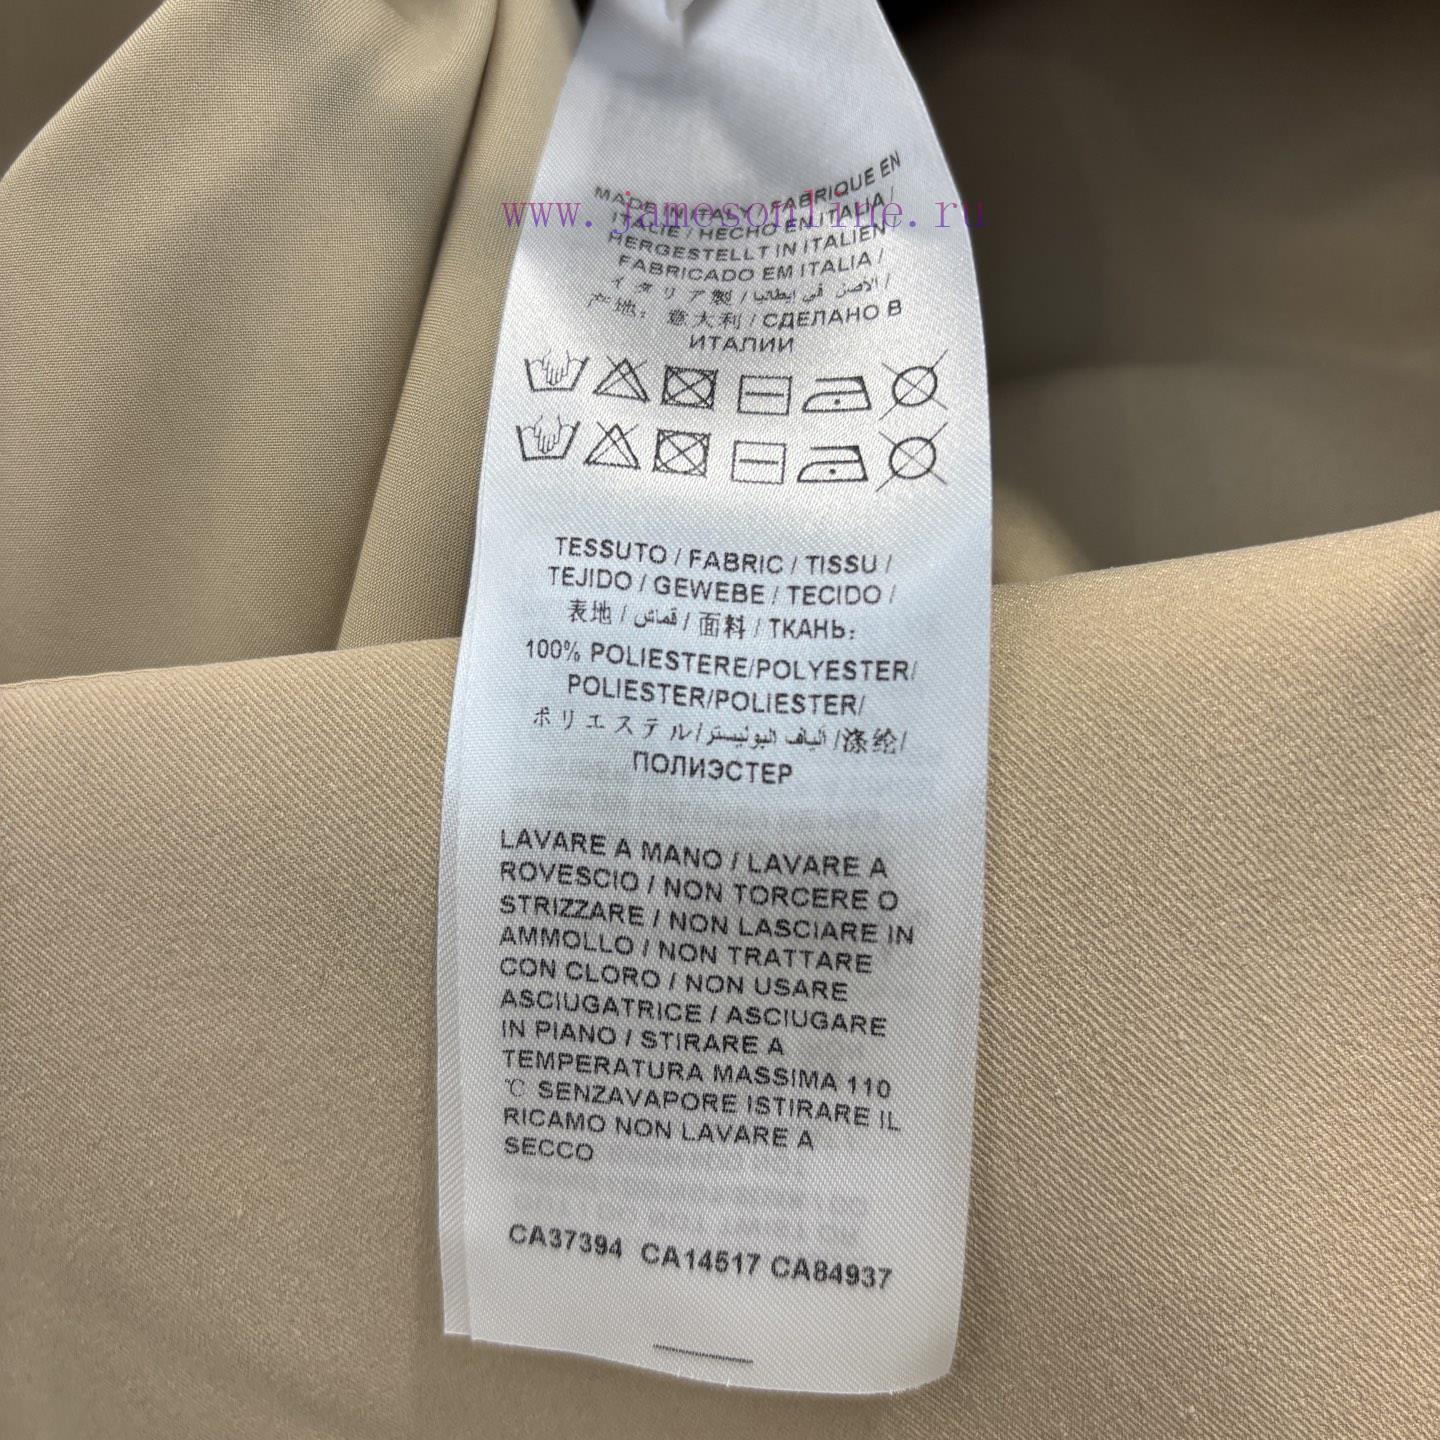 www.jamesonline.ru
MADE IN ITALY / FABRIQUE EN
ITALIE / HECHO EN ITALIA /
HERGESTELLT IN ITALIEN
FABRICADO EM ITALIA /
イタリア製 / الأصل في إيطاليا /
产地：意大利 / СДЕЛАНО В
ИТАЛИИ
TESSUTO / FABRIC / TISSU /
TEJIDO / GEWEBE / TECIDO /
表地 / قماش / 面料 / ТКАНЬ:
100% POLIESTERE/POLYESTER/
POLIESTER/POLIESTER/
ポリエステル/ألياف البوليستر/涤纶/
ПОЛИЭСТЕР
LAVARE A MANO / LAVARE A
ROVESCIO / NON TORCERE O
STRIZZARE / NON LASCIARE IN
AMMOLLO / NON TRATTARE
CON CLORO / NON USARE
ASCIUGATRICE / ASCIUGARE
IN PIANO / STIRARE A
TEMPERATURA MASSIMA 110
℃ SENZAVAPORE ISTIRARE IL
RICAMO NON LAVARE A
SECCO
CA37394 CA14517 CA84937